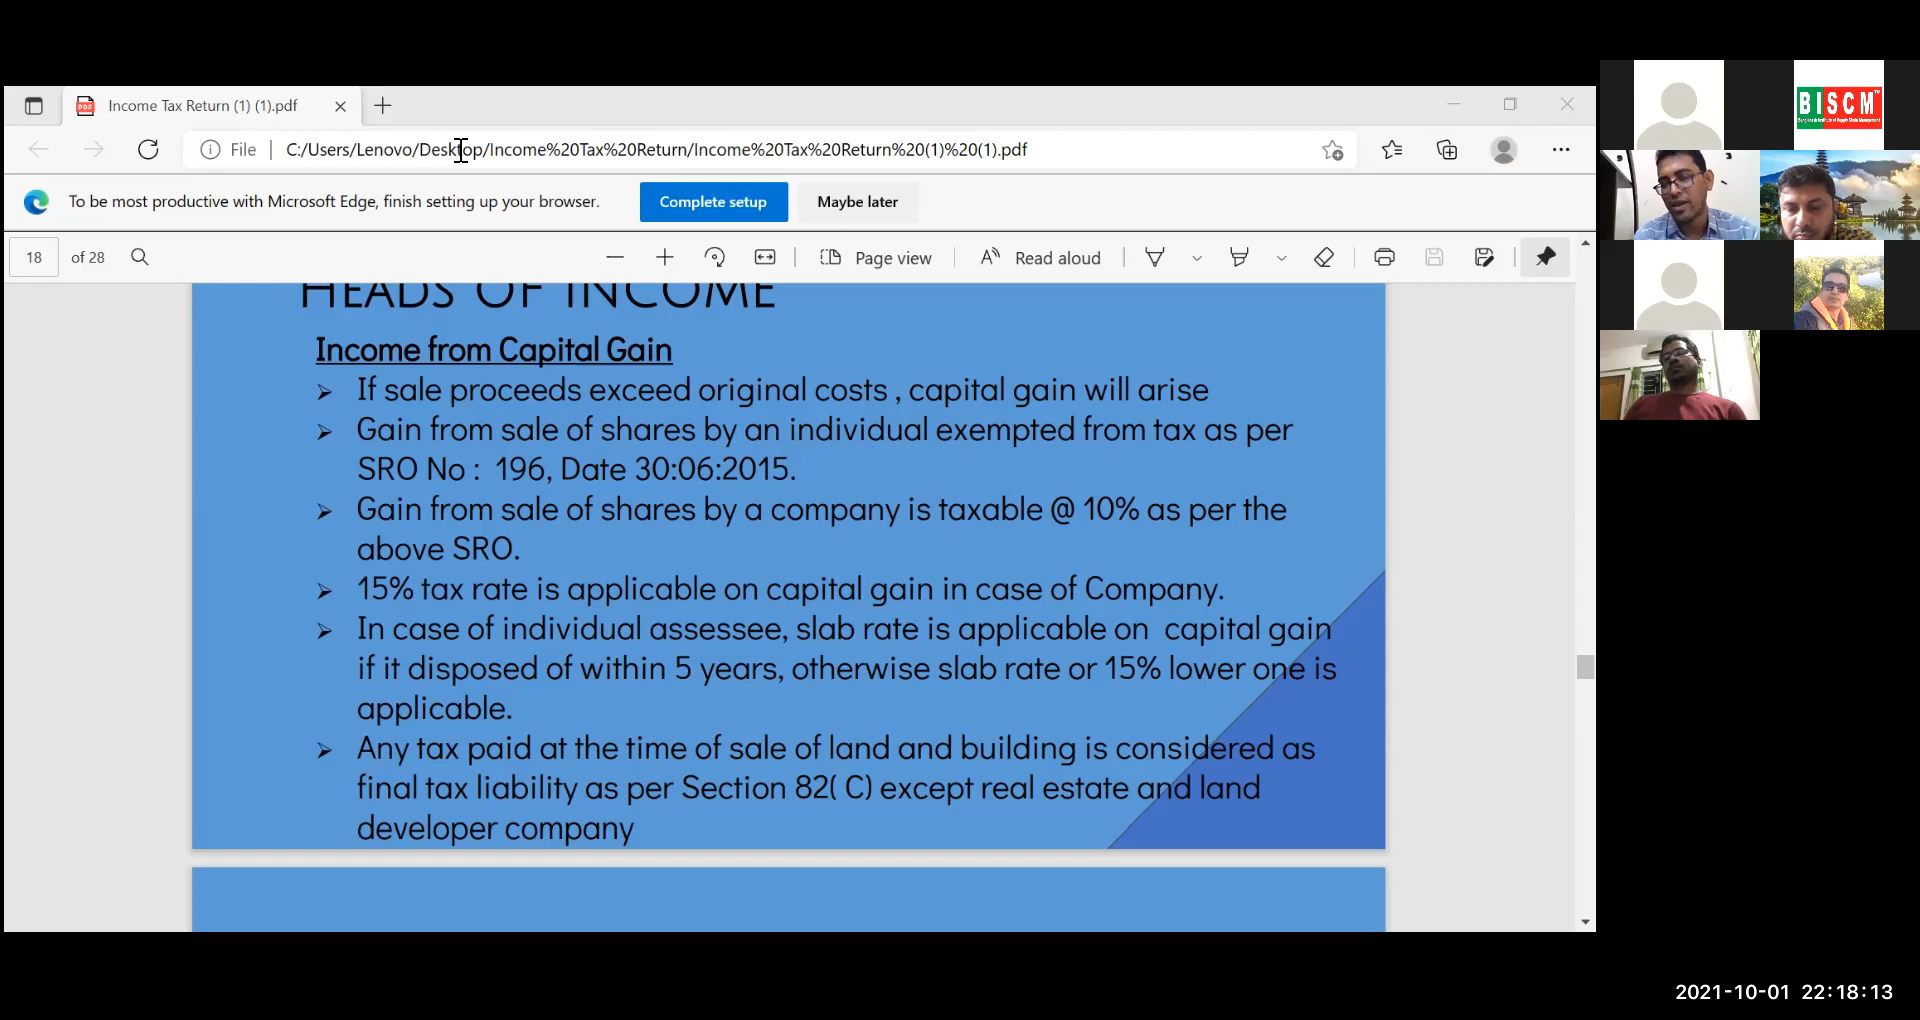 Income Tax Return (1) (1).pdf
File
C:/Users/Lenovo/Desktop/Income%20Tax%20Return/Income%20Tax%20Return%20(1)%20(1).pdf
To be most productive with Microsoft Edge, finish setting up your browser.
Complete setup
Maybe later
18 of 28
Page view
Read aloud
HEADS OF INCOME
Income from Capital Gain
➢ If sale proceeds exceed original costs , capital gain will arise
➢ Gain from sale of shares by an individual exempted from tax as per
SRO No : 196, Date 30:06:2015.
➢ Gain from sale of shares by a company is taxable @ 10% as per the
above SRO.
➢ 15% tax rate is applicable on capital gain in case of Company.
➢ In case of individual assessee, slab rate is applicable on capital gain
if it disposed of within 5 years, otherwise slab rate or 15% lower one is
applicable.
➢ Any tax paid at the time of sale of land and building is considered as
final tax liability as per Section 82( C) except real estate and land
developer company
BISCM™
Bangladesh Institute of Supply Chain Management
2021-10-01 22:18:13